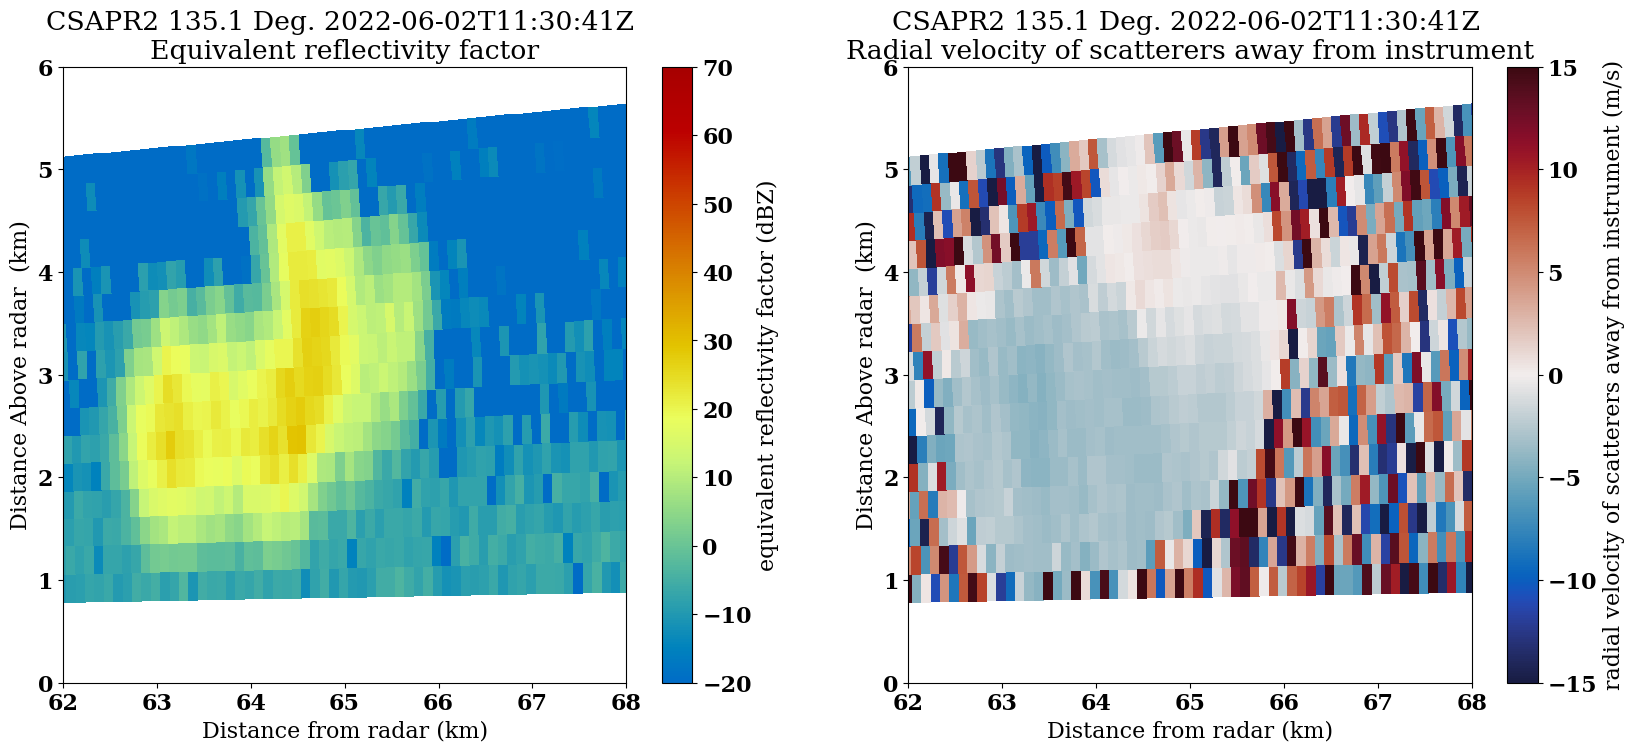 CSAPR2 135.1 Deg. 2022-06-02T11:30:41Z
Equivalent reflectivity factor
6
5
4
3
2
1
0
Distance Above radar  (km)
62 63 64 65 66 67 68
Distance from radar (km)
70
60
50
40
30
20
10
0
−10
−20
equivalent reflectivity factor (dBZ)
CSAPR2 135.1 Deg. 2022-06-02T11:30:41Z
Radial velocity of scatterers away from instrument
6
5
4
3
2
1
0
Distance Above radar  (km)
62 63 64 65 66 67 68
Distance from radar (km)
15
10
5
0
−5
−10
−15
radial velocity of scatterers away from instrument (m/s)